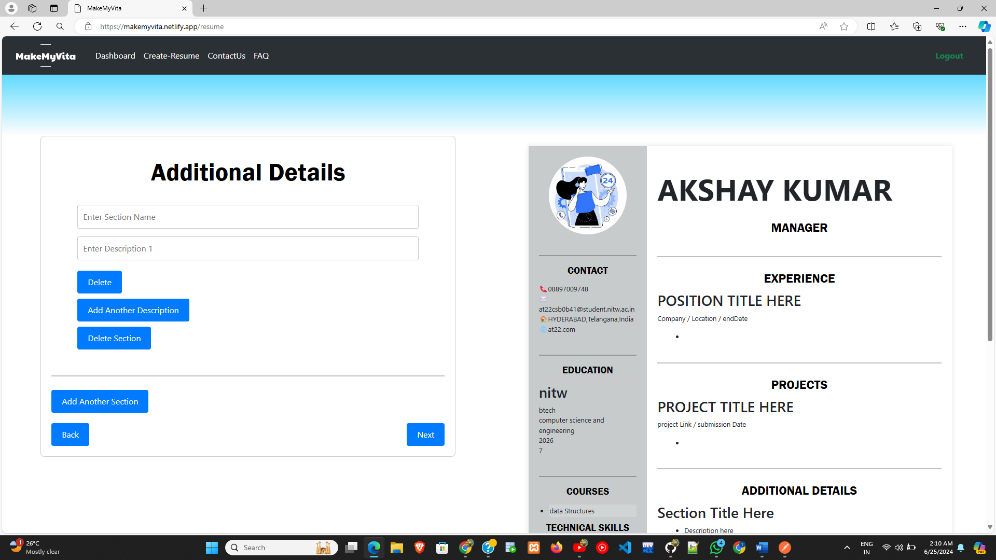 MakeMyVita
https://makemyvita.netlify.app/resume
MakeMyVita
Dashboard
Create-Resume
ContactUs
FAQ
Logout
Additional Details
Enter Section Name
Enter Description 1
Delete
Add Another Description
Delete Section
Add Another Section
Back
Next
24
CONTACT
00897009748
at22csb0b41@student.nitw.ac.in
HYDERABAD,Telangana,India
at22.com
EDUCATION
nitw
btech
computer science and
engineering
2026
7
COURSES
data Structures
TECHNICAL SKILLS
AKSHAY KUMAR
MANAGER
EXPERIENCE
POSITION TITLE HERE
Company / Location / endDate
PROJECTS
PROJECT TITLE HERE
project Link / submission Date
ADDITIONAL DETAILS
Section Title Here
Description here
26°C
Mostly clear
Search
ENG
IN
2:10 AM
6/25/2024